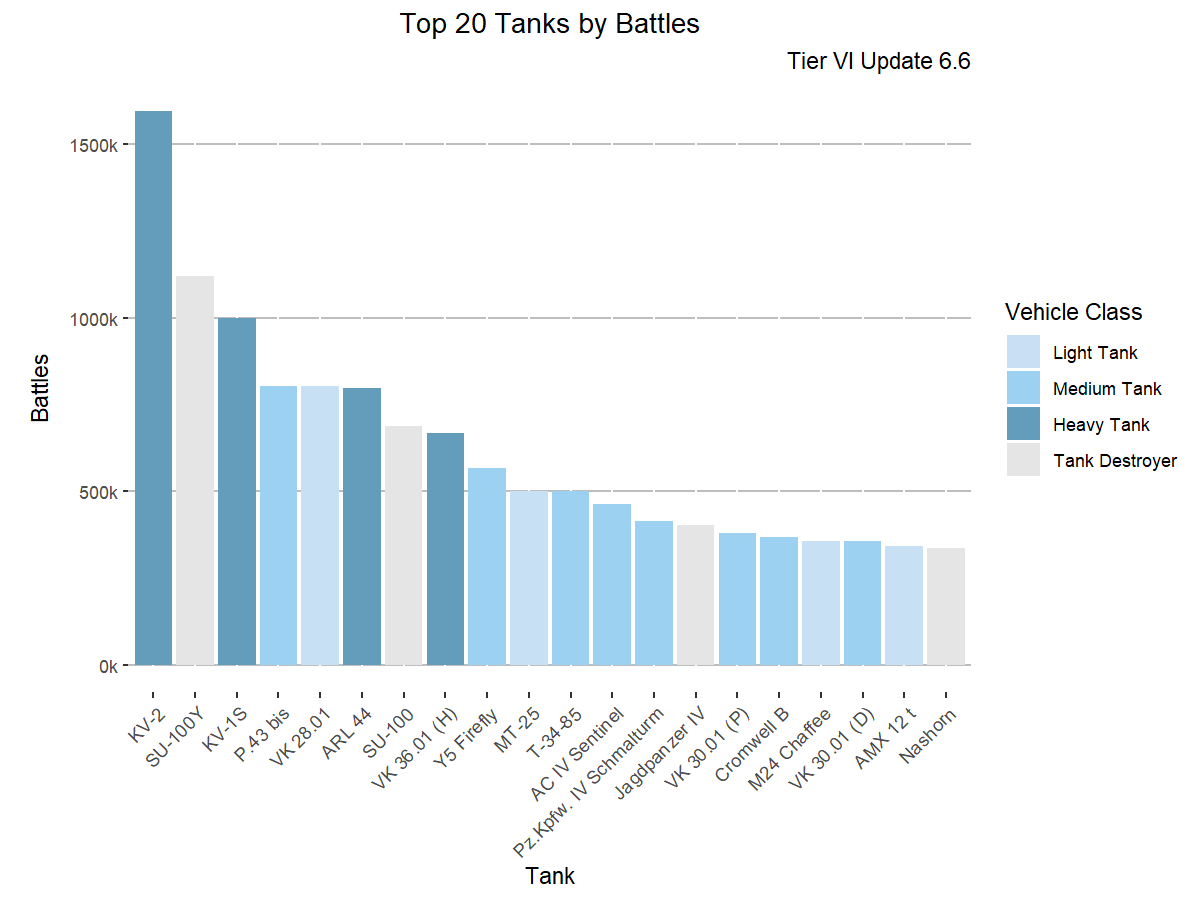 Top 20 Tanks by Battles
Tier VI Update 6.6
1500k
1000k
500k
0k
Battles
KV-2
SU-100Y
KV-1S
P.43 bis
VK 28.01
ARL 44
SU-100
VK 36.01 (H)
Y5 Firefly
MT-25
T-34-85
AC IV Sentinel
Pz.Kpfw. IV Schmalturm
Jagdpanzer IV
VK 30.01 (P)
Cromwell B
M24 Chaffee
VK 30.01 (D)
AMX 12 t
Nashorn
Tank
Vehicle Class
Light Tank
Medium Tank
Heavy Tank
Tank Destroyer